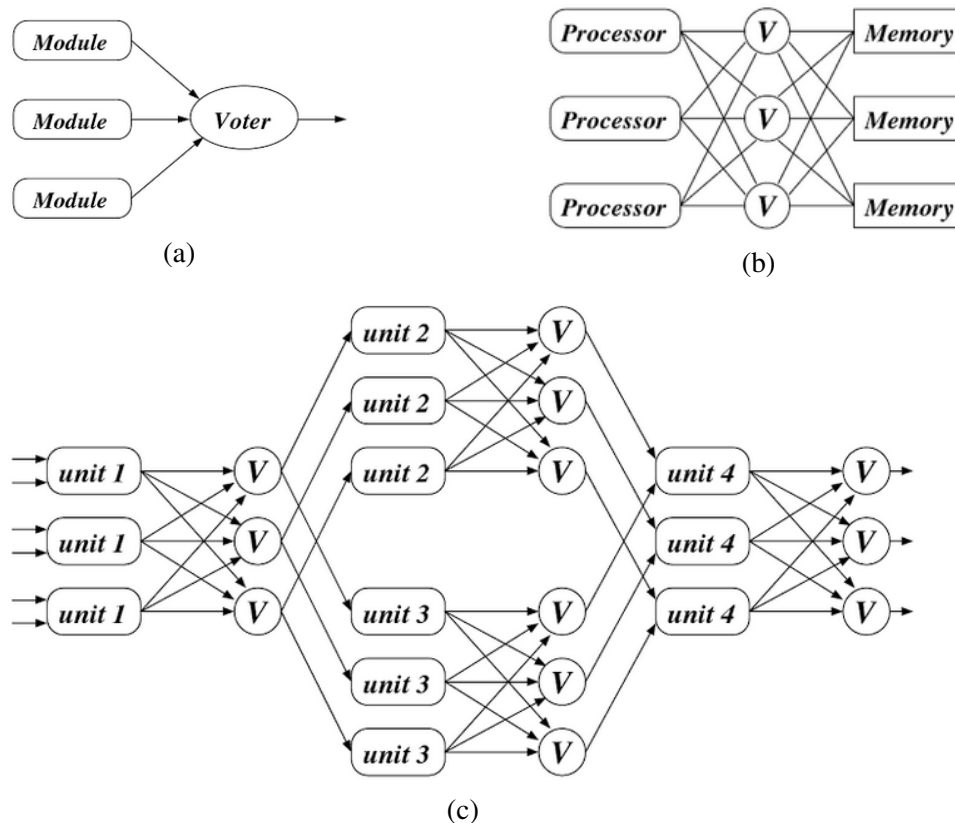 Module
Module
Voter
Module
(a)
Processor V Memory
Processor V Memory
Processor V Memory
(b)
unit 2 V
unit 2 V
unit 1 V unit 2 V unit 4 V
unit 1 V unit 4 V
unit 1 V unit 3 V unit 4 V
unit 3 V
unit 3 V
(c)